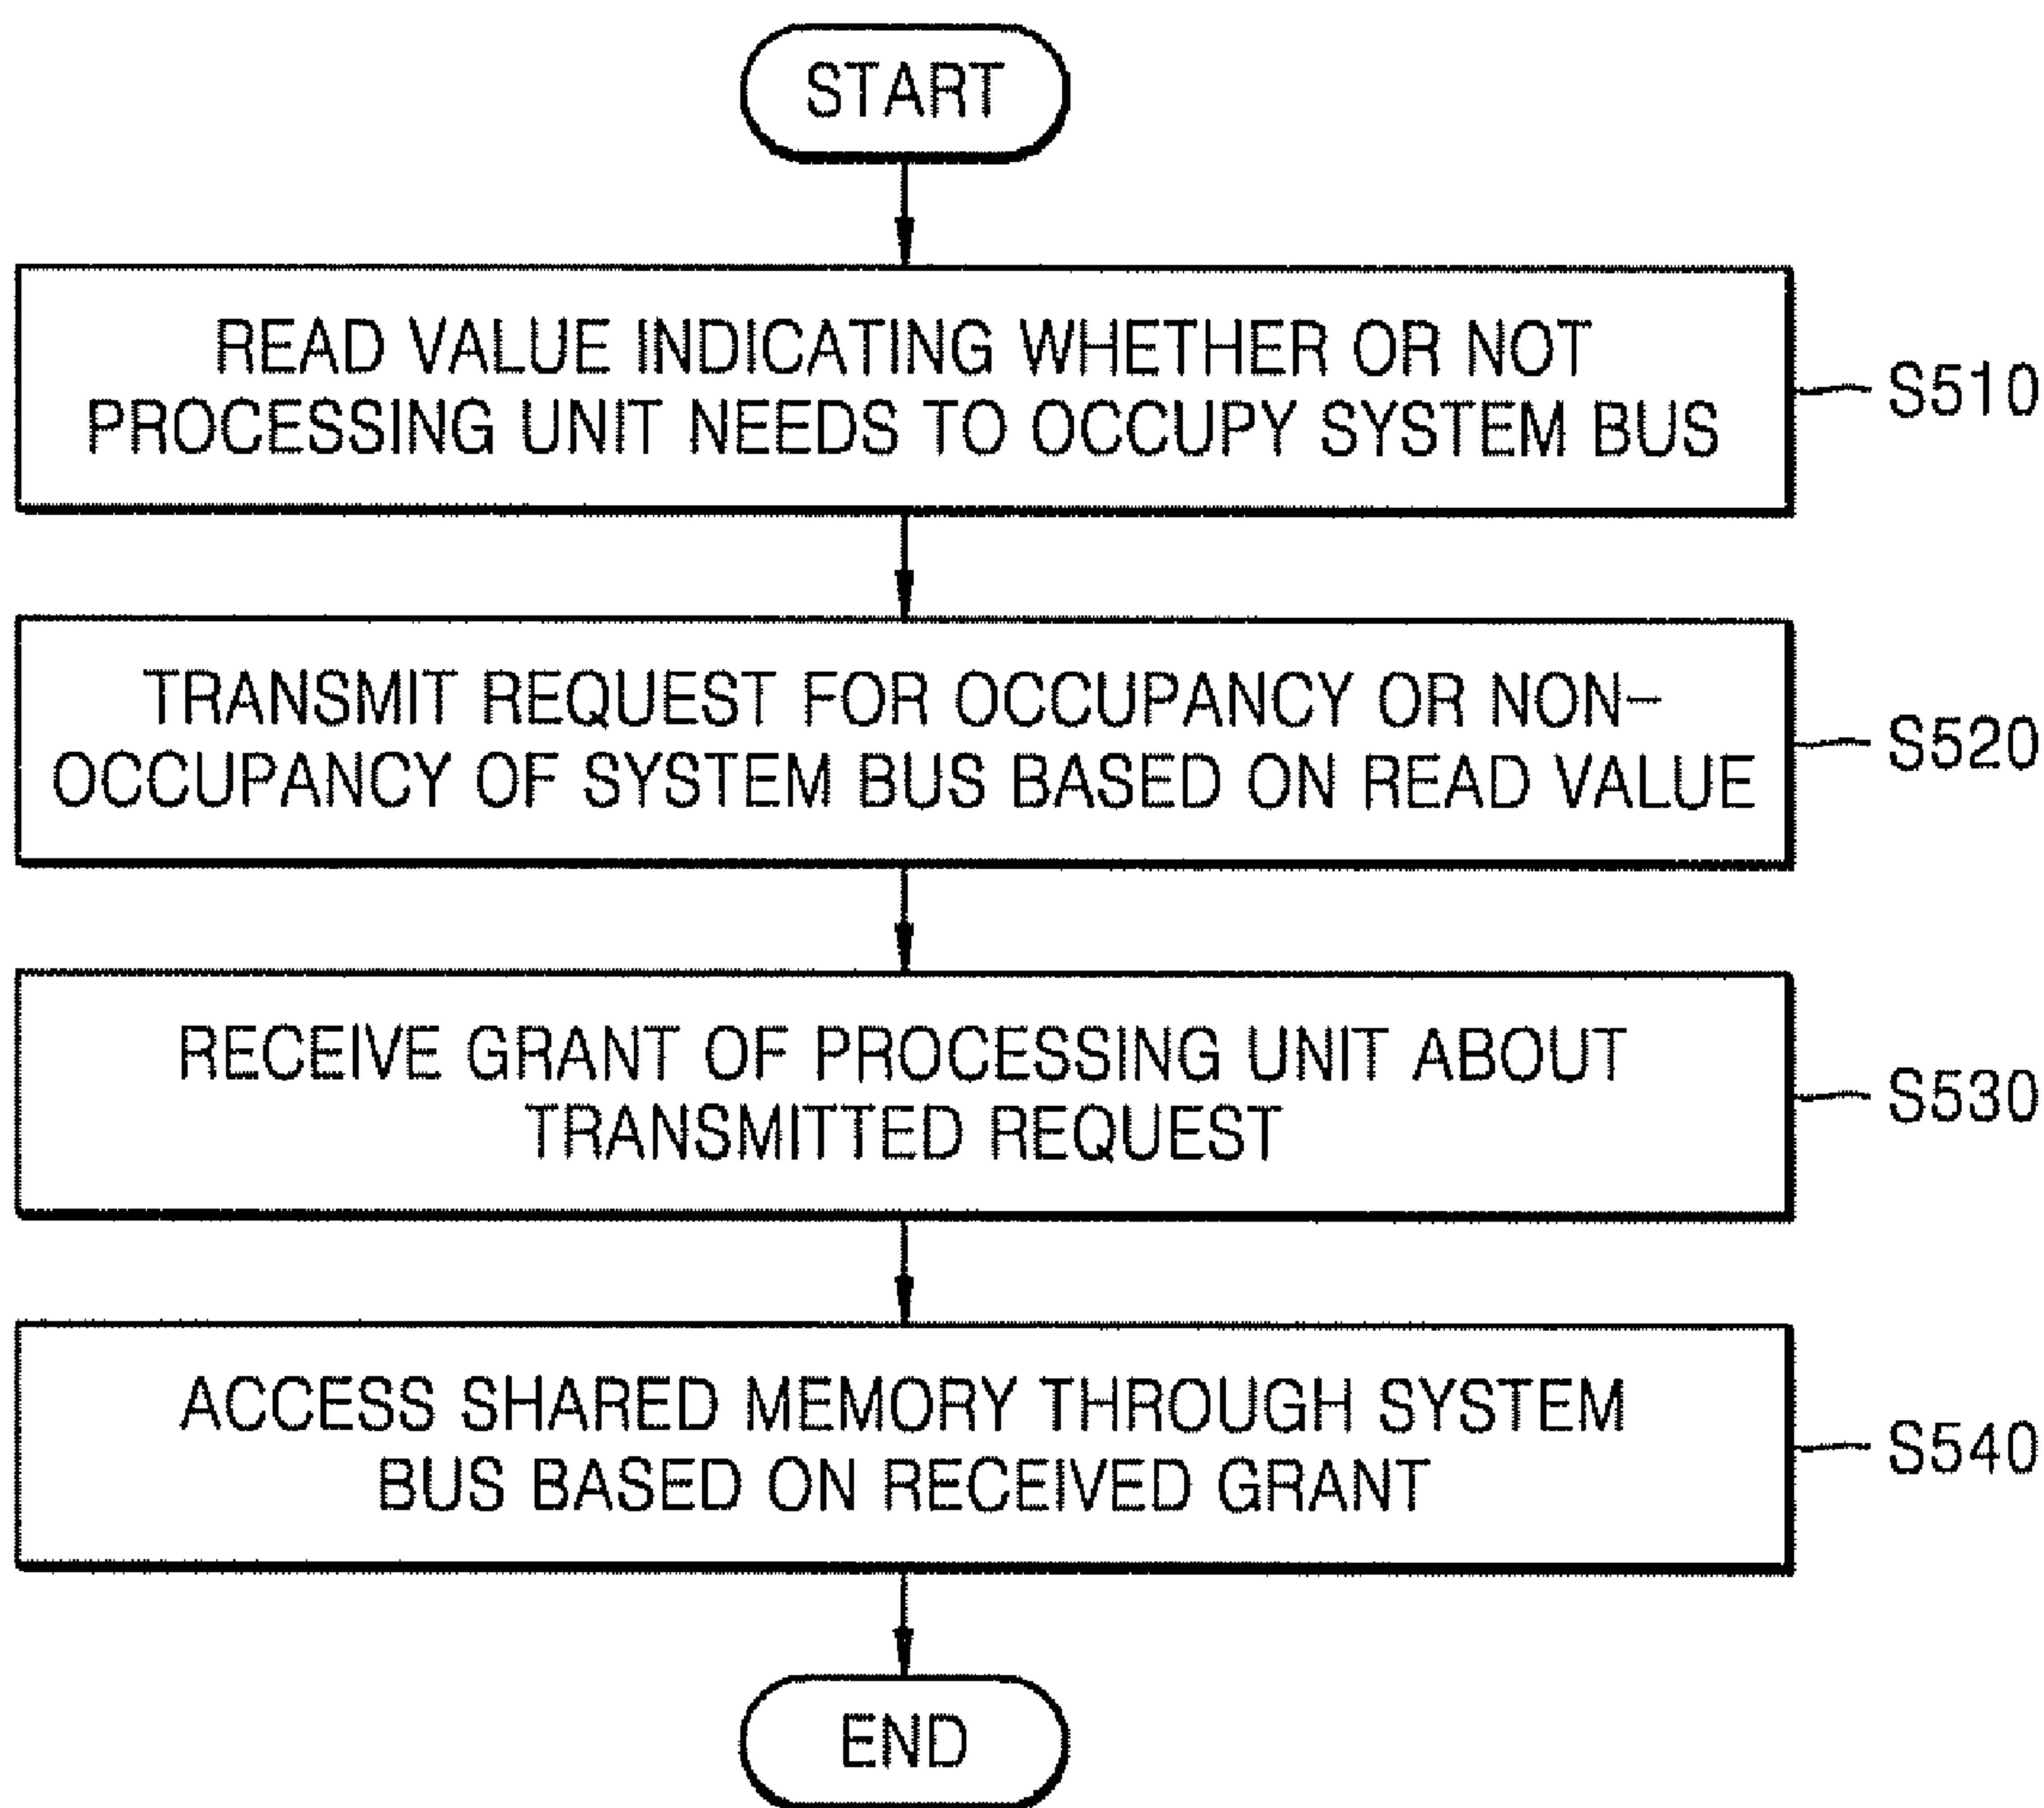 START
READ VALUE INDICATING WHETHER OR NOT
PROCESSING UNIT NEEDS TO OCCUPY SYSTEM BUS
S510
TRANSMIT REQUEST FOR OCCUPANCY OR NON-
OCCUPANCY OF SYSTEM BUS BASED ON READ VALUE
S520
RECEIVE GRANT OF PROCESSING UNIT ABOUT
TRANSMITTED REQUEST
S530
ACCESS SHARED MEMORY THROUGH SYSTEM
BUS BASED ON RECEIVED GRANT
S540
END